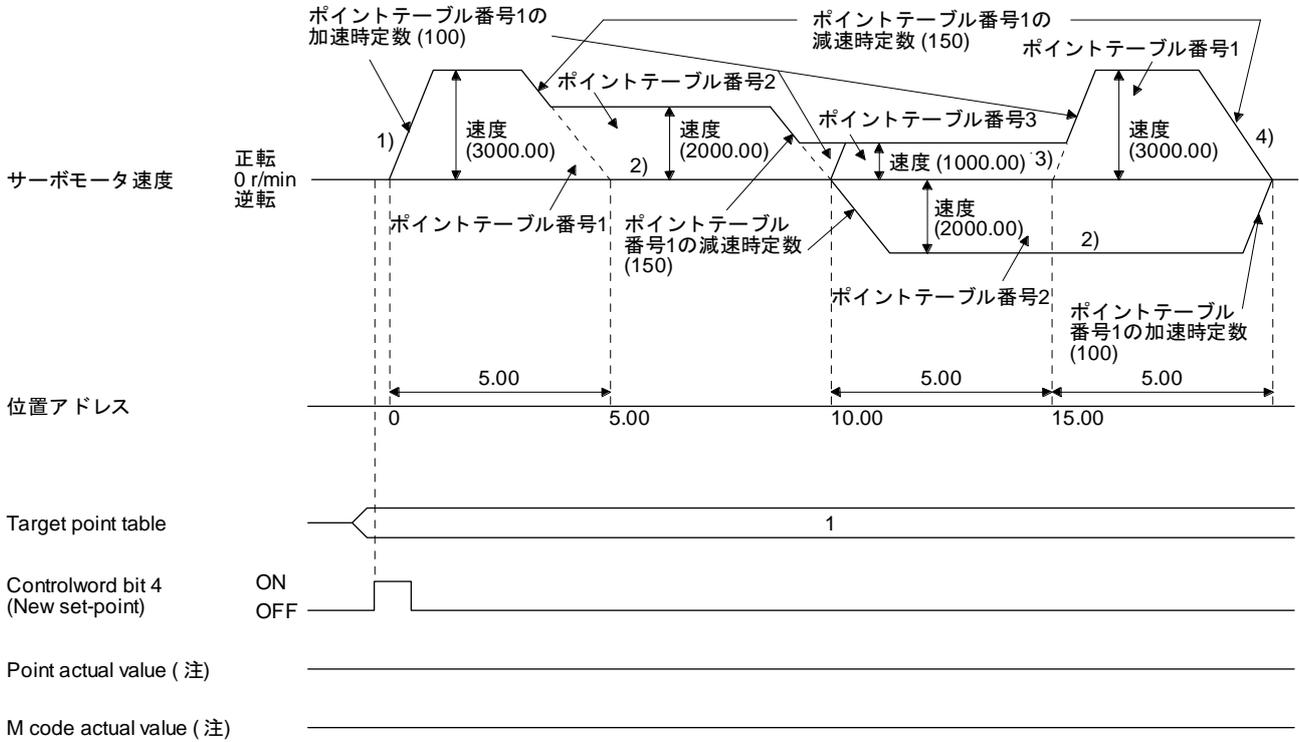 ポイントテーブル番号1の
加速時定数 (100)
ポイントテーブル番号1の
減速時定数 (150)
ポイントテーブル番号1
ポイントテーブル番号2
ポイントテーブル番号3
1)
速度
(3000.00)
速度
(2000.00)
2)
速度 (1000.00)
3)
速度
(3000.00)
4)
サーボモータ速度
正転
0 r/min
逆転
ポイントテーブル番号1
ポイントテーブル
番号1の減速時定数
(150)
速度
(2000.00)
2)
ポイントテーブル番号2
ポイントテーブル
番号1の加速時定数
(100)
5.00
5.00
5.00
位置アドレス
0
5.00
10.00
15.00
Target point table
1
Controlword bit 4
(New set-point)
ON
OFF
Point actual value ( 注)
M code actual value ( 注)